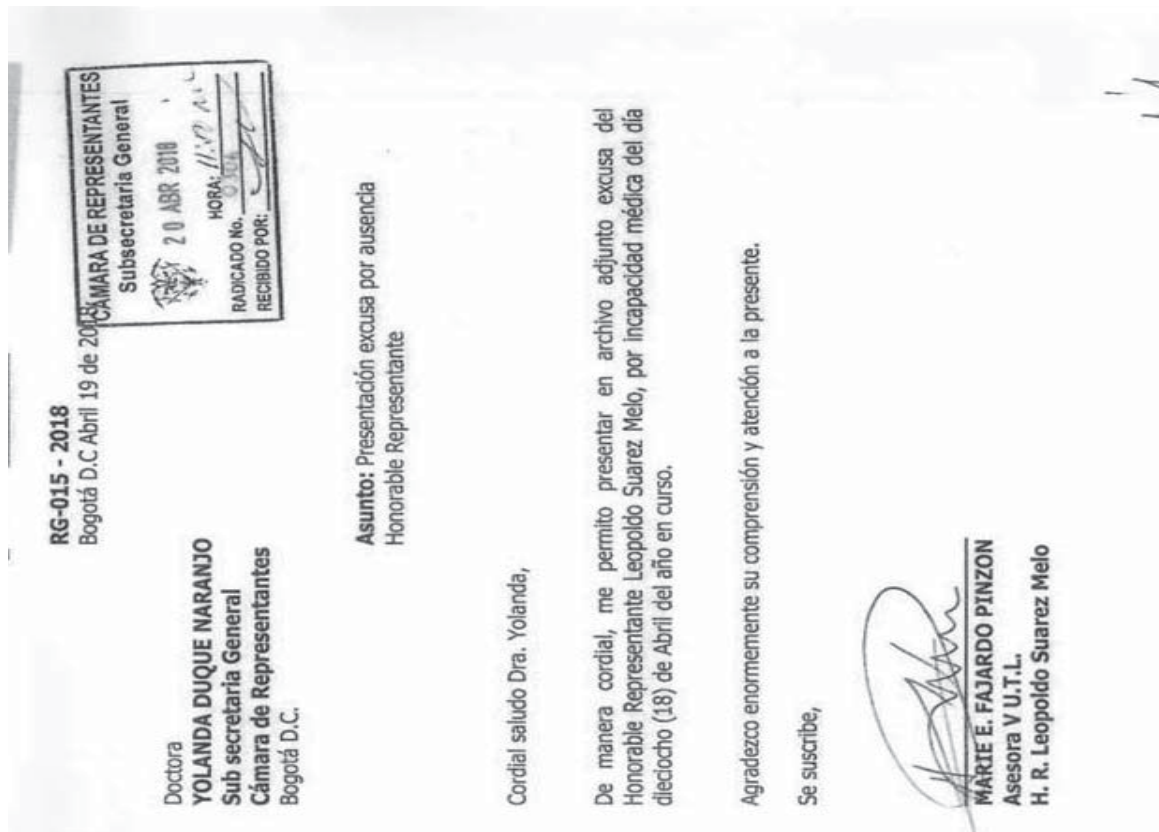 RG-015 - 2018
Bogotá D.C Abril 19 de 2018
CÁMARA DE REPRESENTANTES
Subsecretaria General
20 ABR 2018
HORA:
RADICADO No.
RECIBIDO POR:
Doctora
YOLANDA DUQUE NARANJO
Sub secretaria General
Cámara de Representantes
Bogotá D.C.
Asunto: Presentación excusa por ausencia
Honorable Representante
Cordial saludo Dra. Yolanda,
De manera cordial, me permito presentar en archivo adjunto excusa del
Honorable Representante Leopoldo Suarez Melo, por incapacidad médica del día
dieciocho (18) de Abril del año en curso.
Agradezco enormemente su comprensión y atención a la presente.
Se suscribe,
MARIE E. FAJARDO PINZON
Asesora V U.T.L.
H. R. Leopoldo Suarez Melo